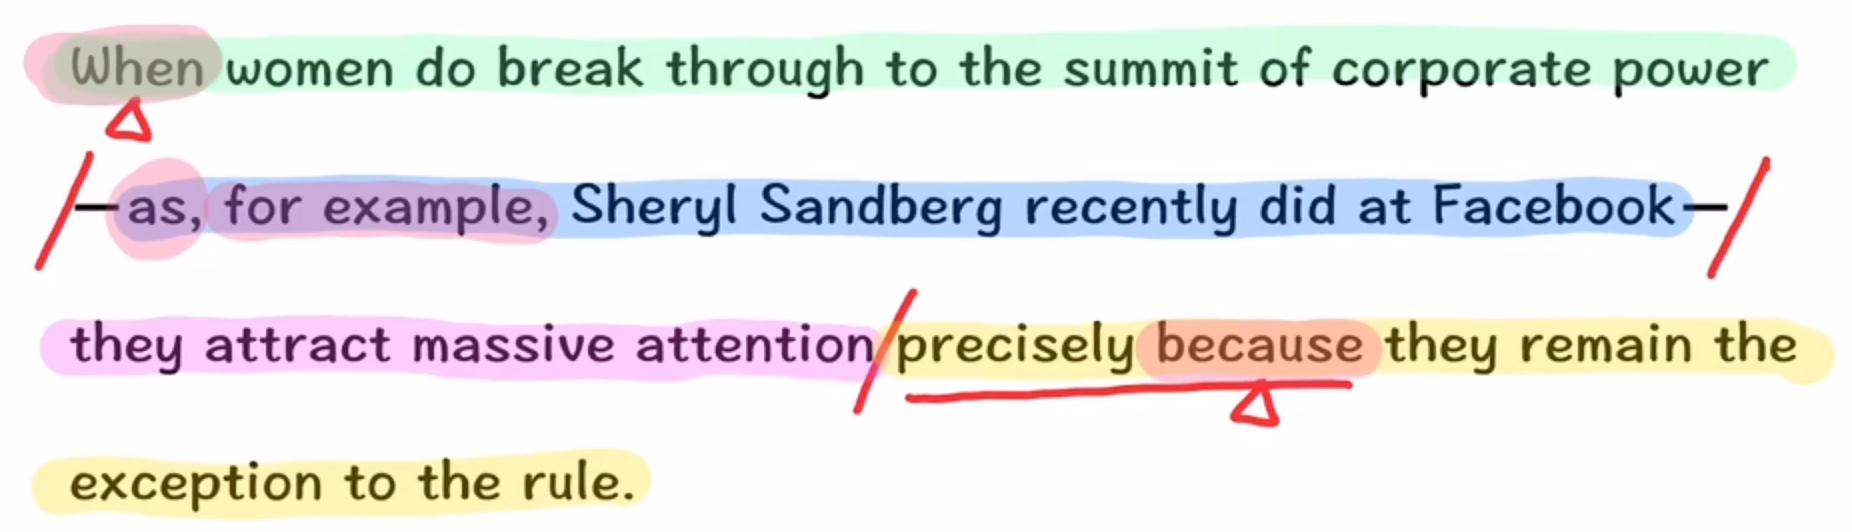 When women do break through to the summit of corporate power
—as, for example, Sheryl Sandberg recently did at Facebook—
they attract massive attention precisely because they remain the
exception to the rule.